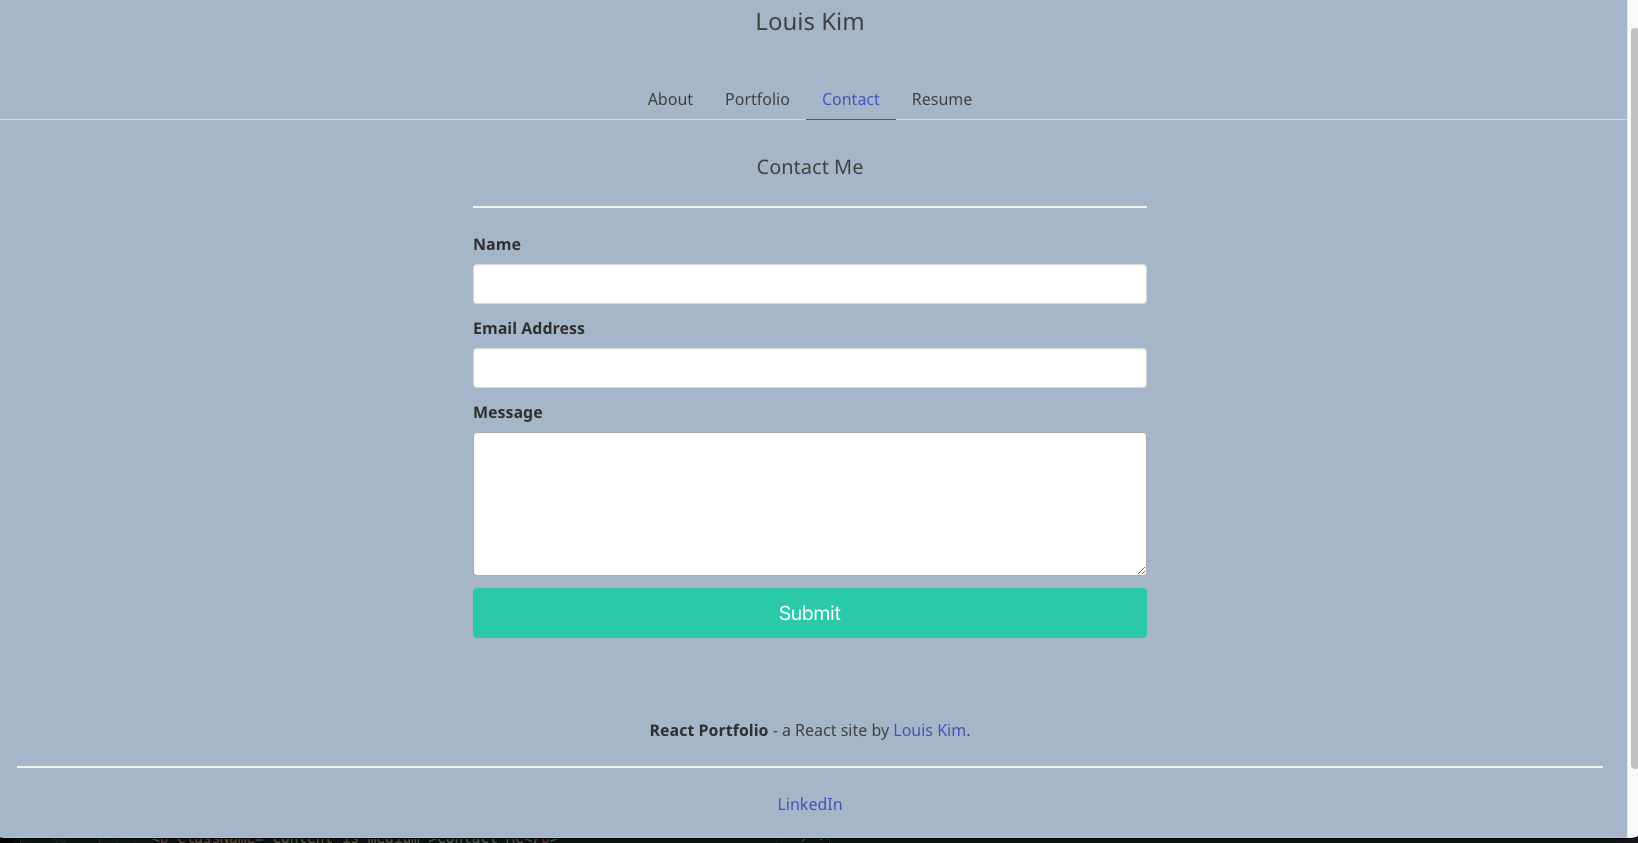 Louis Kim
About Portfolio Contact Resume
Contact Me
Name
Email Address
Message
Submit
React Portfolio - a React site by Louis Kim.
LinkedIn